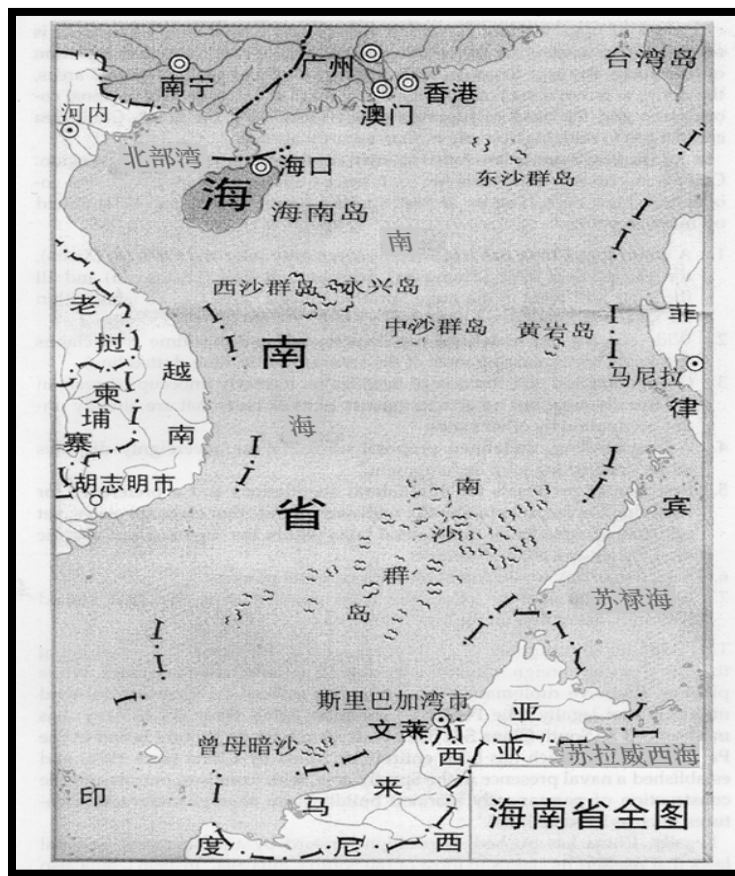 广州
台湾岛
南宁
香港
澳门
河内
北部湾
海口
东沙群岛
海
海南岛
南
西沙群岛
永兴岛
中沙群岛
黄岩岛
菲
老
挝
南
越
马尼拉
柬
律
埔
海
寨
南
胡志明市
南
宾
省
沙
群
苏禄海
岛
斯里巴加湾市
文莱
亚
西
亚
曾母暗沙
苏拉威西海
来
印
马
海南省全图
度
尼
西